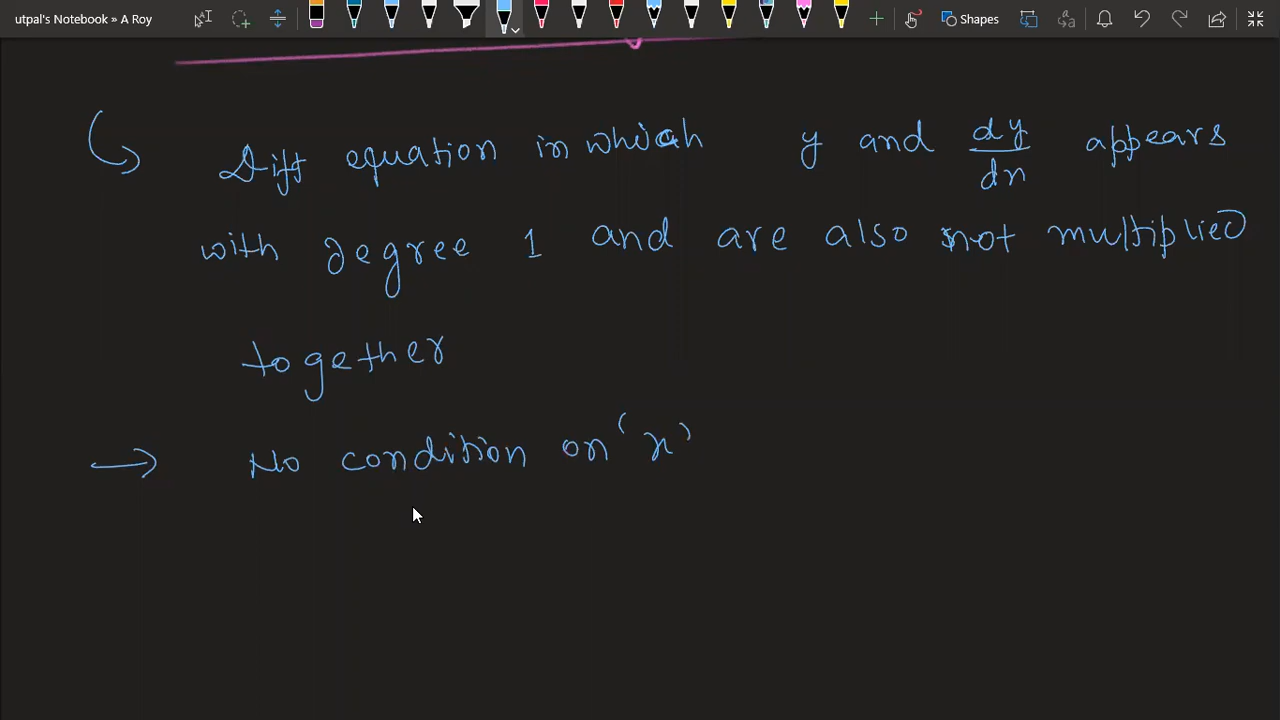 utpal's Notebook » A Roy
Shapes
Diff equation in which y and dy/dx appears
with degree 1 and are also not multiplied
together
→ No condition on 'x'